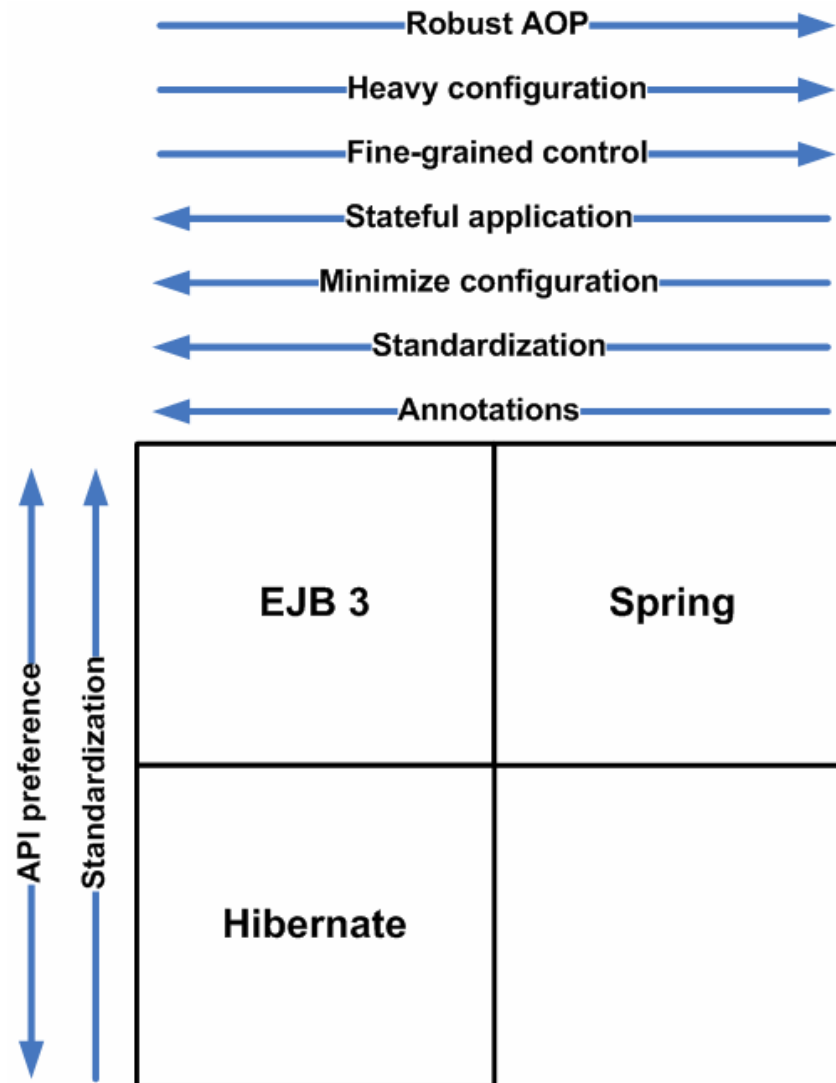 Robust AOP
Heavy configuration
Fine-grained control
Stateful application
Minimize configuration
Standardization
Annotations
API preference
Standardization
EJB 3
Spring
Hibernate